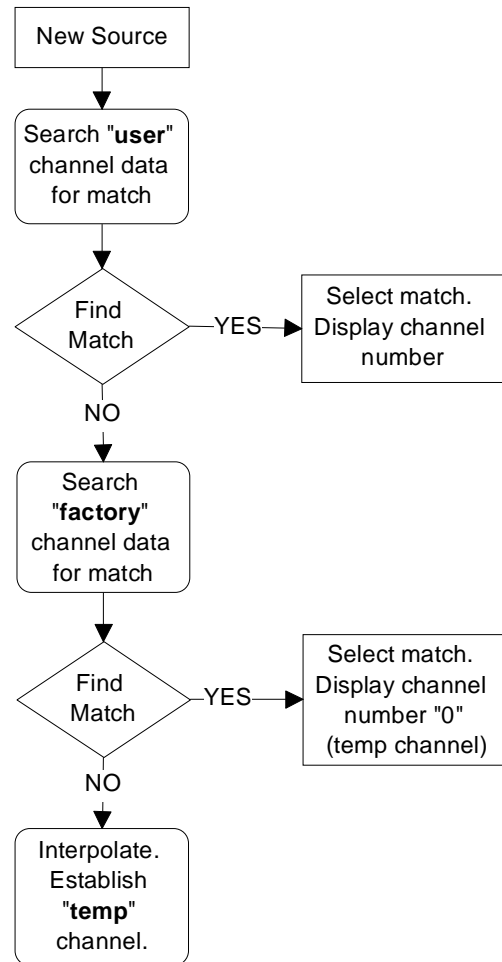 New Source
Search "user"
channel data
for match
Find
Match
YES
Select match.
Display channel
number
NO
Search
"factory"
channel data
for match
Find
Match
YES
Select match.
Display channel
number "0"
(temp channel)
NO
Interpolate.
Establish
"temp"
channel.